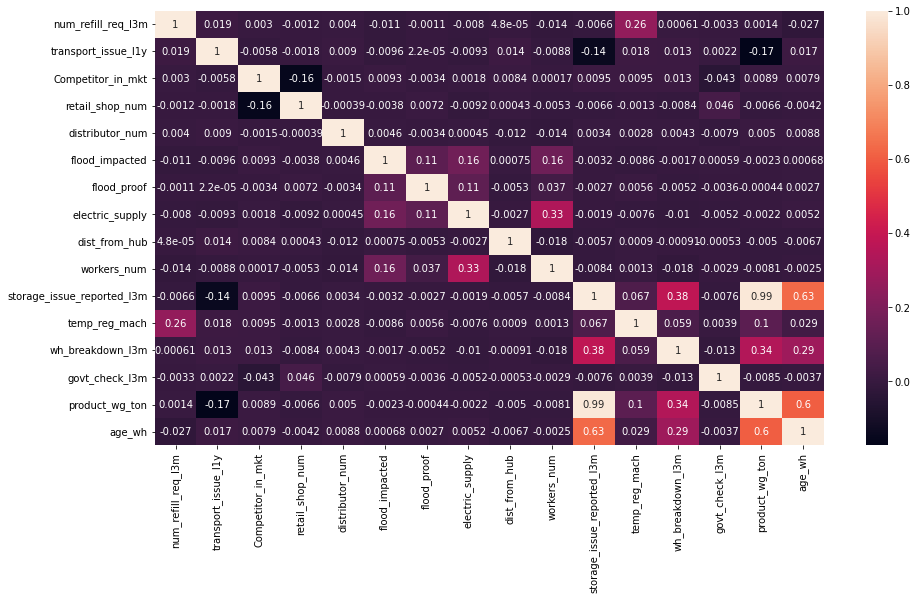 num_refill_req_l3m 1 0.019 0.003 -0.0012 0.004 -0.011 -0.0011 -0.008 4.8e-05 -0.014 -0.0066 0.26 0.00061 -0.0033 0.0014 -0.027
transport_issue_l1y 0.019 1 -0.0058 -0.0018 0.009 -0.0096 2.2e-05 -0.0093 0.014 -0.0088 -0.14 0.018 0.013 0.0022 -0.17 0.017
Competitor_in_mkt 0.003 -0.0058 1 -0.16 -0.0015 0.0093 -0.0034 0.0018 0.0084 0.00017 0.0095 0.0095 0.013 -0.043 0.0089 0.0079
retail_shop_num -0.0012 -0.0018 -0.16 1 -0.00039 -0.0038 0.0072 -0.0092 0.00043 -0.0053 -0.0066 -0.0013 -0.0084 0.046 -0.0066 -0.0042
distributor_num 0.004 0.009 -0.0015 -0.00039 1 0.0046 -0.0034 0.00045 -0.012 -0.014 0.0034 0.0028 0.0043 -0.0079 0.005 0.0088
flood_impacted -0.011 -0.0096 0.0093 -0.0038 0.0046 1 0.11 0.16 0.00075 0.16 -0.0032 -0.0086 -0.0017 0.00059 -0.0023 0.00068
flood_proof -0.0011 2.2e-05 -0.0034 0.0072 -0.0034 0.11 1 0.11 -0.0053 0.037 -0.0027 0.0056 -0.0052 -0.0036 -0.00044 0.0027
electric_supply -0.008 -0.0093 0.0018 -0.0092 0.00045 0.16 0.11 1 -0.0027 0.33 -0.0019 -0.0076 -0.01 -0.0052 -0.0022 0.0052
dist_from_hub 4.8e-05 0.014 0.0084 0.00043 -0.012 0.00075 -0.0053 -0.0027 1 -0.018 -0.0057 0.0009 -0.00091 -0.00053 -0.005 -0.0067
workers_num -0.014 -0.0088 0.00017 -0.0053 -0.014 0.16 0.037 0.33 -0.018 1 -0.0084 0.0013 -0.018 -0.0029 -0.0081 -0.0025
storage_issue_reported_l3m -0.0066 -0.14 0.0095 -0.0066 0.0034 -0.0032 -0.0027 -0.0019 -0.0057 -0.0084 1 0.067 0.38 -0.0076 0.99 0.63
temp_reg_mach 0.26 0.018 0.0095 -0.0013 0.0028 -0.0086 0.0056 -0.0076 0.0009 0.0013 0.067 1 0.059 0.0039 0.1 0.029
wh_breakdown_l3m 0.00061 0.013 0.013 -0.0084 0.0043 -0.0017 -0.0052 -0.01 -0.00091 -0.018 0.38 0.059 1 -0.013 0.34 0.29
govt_check_l3m -0.0033 0.0022 -0.043 0.046 -0.0079 0.00059 -0.0036 -0.0052 -0.00053 -0.0029 -0.0076 0.0039 -0.013 1 -0.0085 -0.0037
product_wg_ton 0.0014 -0.17 0.0089 -0.0066 0.005 -0.0023 -0.00044 -0.0022 -0.005 -0.0081 0.99 0.1 0.34 -0.0085 1 0.6
age_wh -0.027 0.017 0.0079 -0.0042 0.0088 0.00068 0.0027 0.0052 -0.0067 -0.0025 0.63 0.029 0.29 -0.0037 0.6 1
num_refill_req_l3m
transport_issue_l1y
Competitor_in_mkt
retail_shop_num
distributor_num
flood_impacted
flood_proof
electric_supply
dist_from_hub
workers_num
storage_issue_reported_l3m
temp_reg_mach
wh_breakdown_l3m
govt_check_l3m
product_wg_ton
age_wh
1.0
0.8
0.6
0.4
0.2
0.0